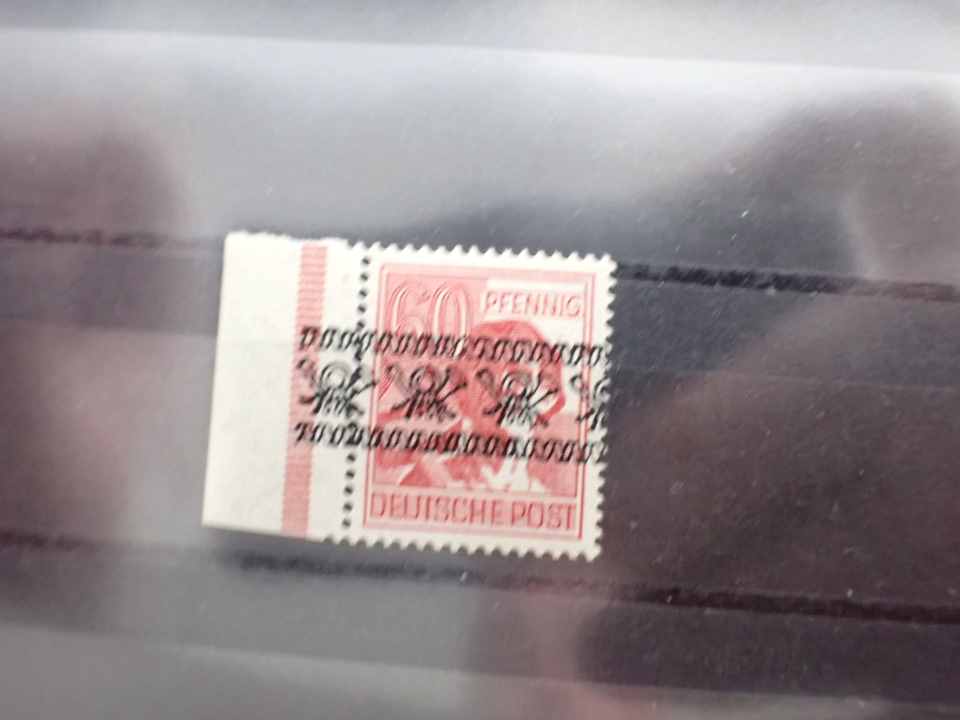 60
PFENNIG
DEUTSCHE POST